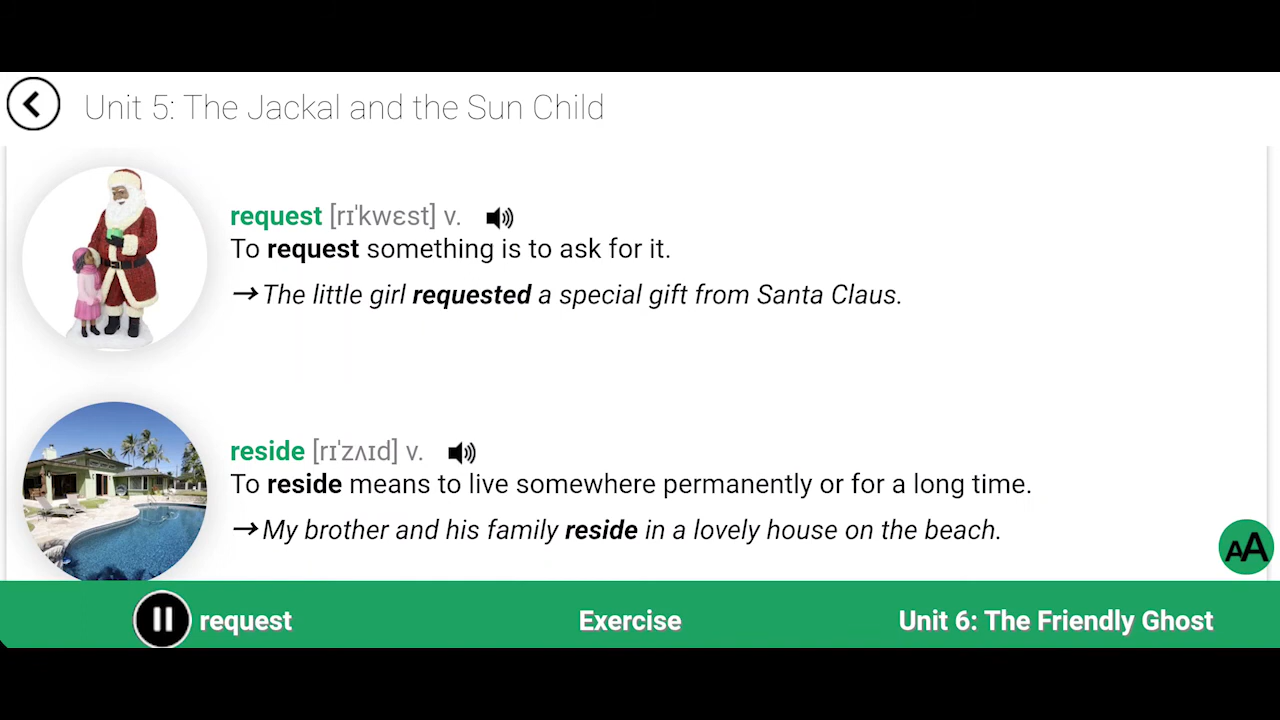 Unit 5: The Jackal and the Sun Child
request [rɪˈkwɛst] v.
To request something is to ask for it.
→ The little girl requested a special gift from Santa Claus.
reside [rɪˈzʌɪd] v.
To reside means to live somewhere permanently or for a long time.
→ My brother and his family reside in a lovely house on the beach.
AA
request
Exercise
Unit 6: The Friendly Ghost